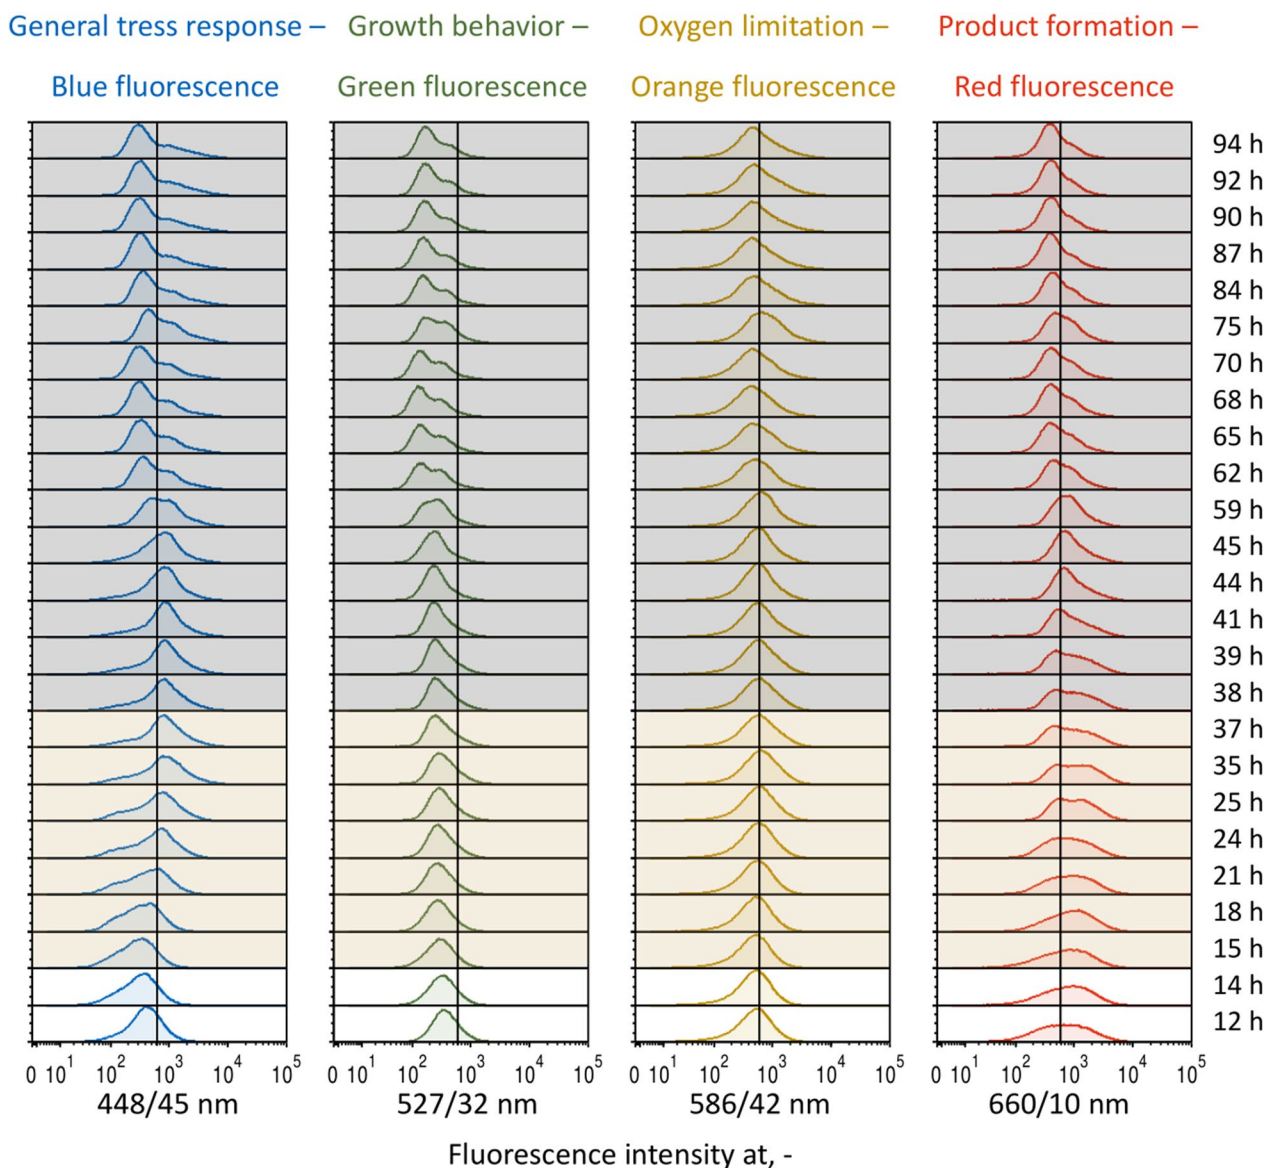 General tress response – Growth behavior – Oxygen limitation – Product formation –
Blue fluorescence Green fluorescence Orange fluorescence Red fluorescence
94 h
92 h
90 h
87 h
84 h
75 h
70 h
68 h
65 h
62 h
59 h
45 h
44 h
41 h
39 h
38 h
37 h
35 h
25 h
24 h
21 h
18 h
15 h
14 h
12 h
0 10^1 10^2 10^3 10^4 10^5 0 10^1 10^2 10^3 10^4 10^5 0 10^1 10^2 10^3 10^4 10^5 0 10^1 10^2 10^3 10^4 10^5
448/45 nm 527/32 nm 586/42 nm 660/10 nm
Fluorescence intensity at, -